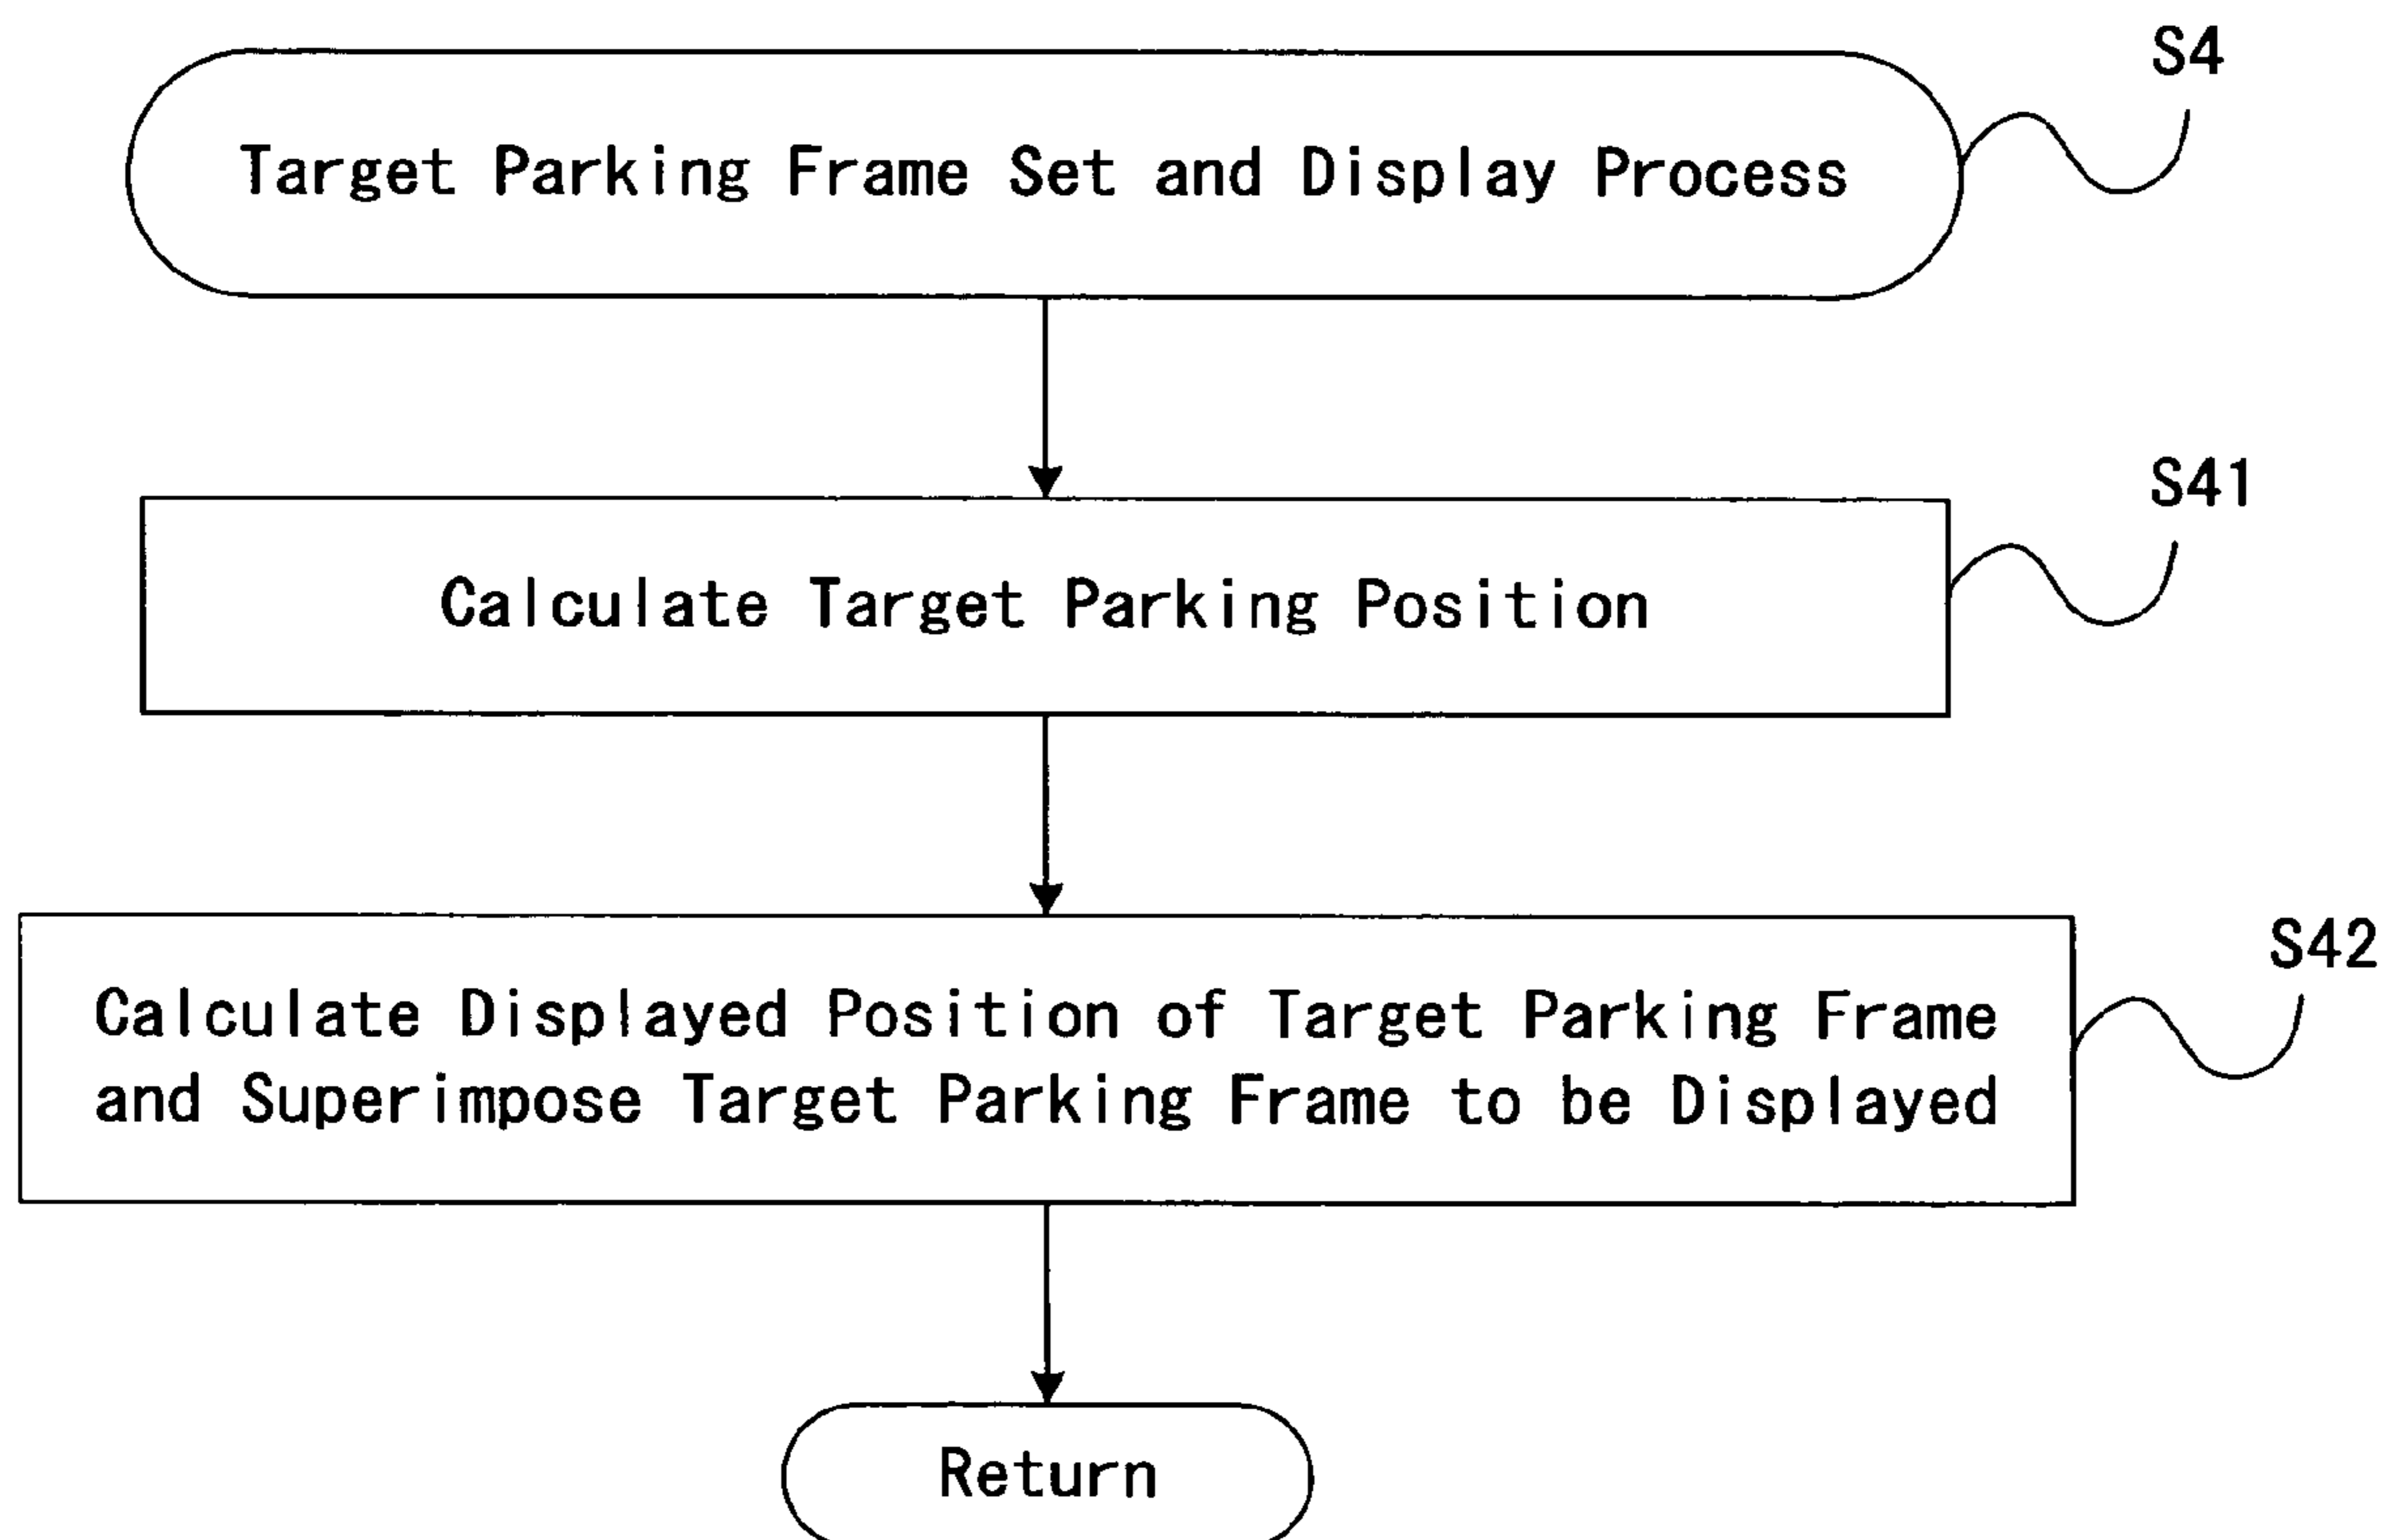 S4
Target Parking Frame Set and Display Process
S41
Calculate Target Parking Position
S42
Calculate Displayed Position of Target Parking Frame
and Superimpose Target Parking Frame to be Displayed
Return